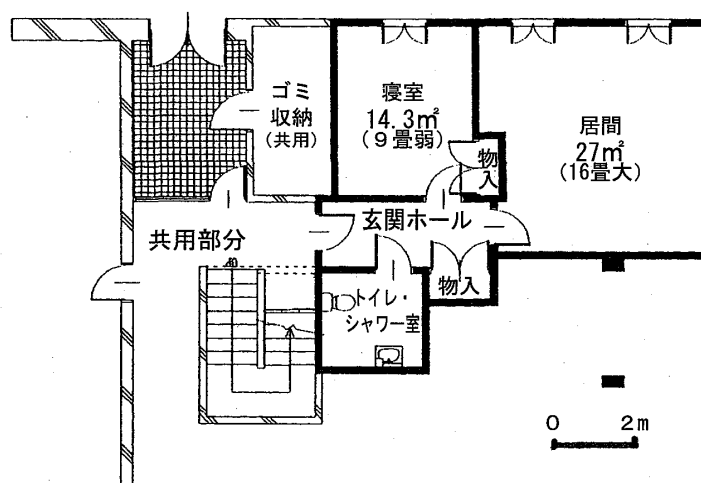 ゴミ
収納
(共用)
寝室
14.3㎡
(9畳弱)
物
入
居間
27㎡
(16畳大)
玄関ホール
共用部分
物入
トイレ・
シャワー室
0 2m